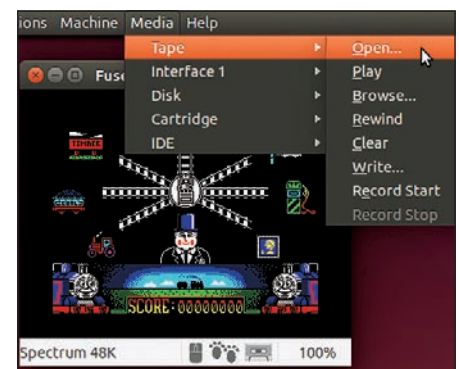 ions Machine Media Help
Tape
Interface 1
Disk
Cartridge
IDE
Open...
Play
Browse...
Rewind
Clear
Write...
Record Start
Record Stop
Fuse
TIMBER
SCORE: 00000000
Spectrum 48K
100%